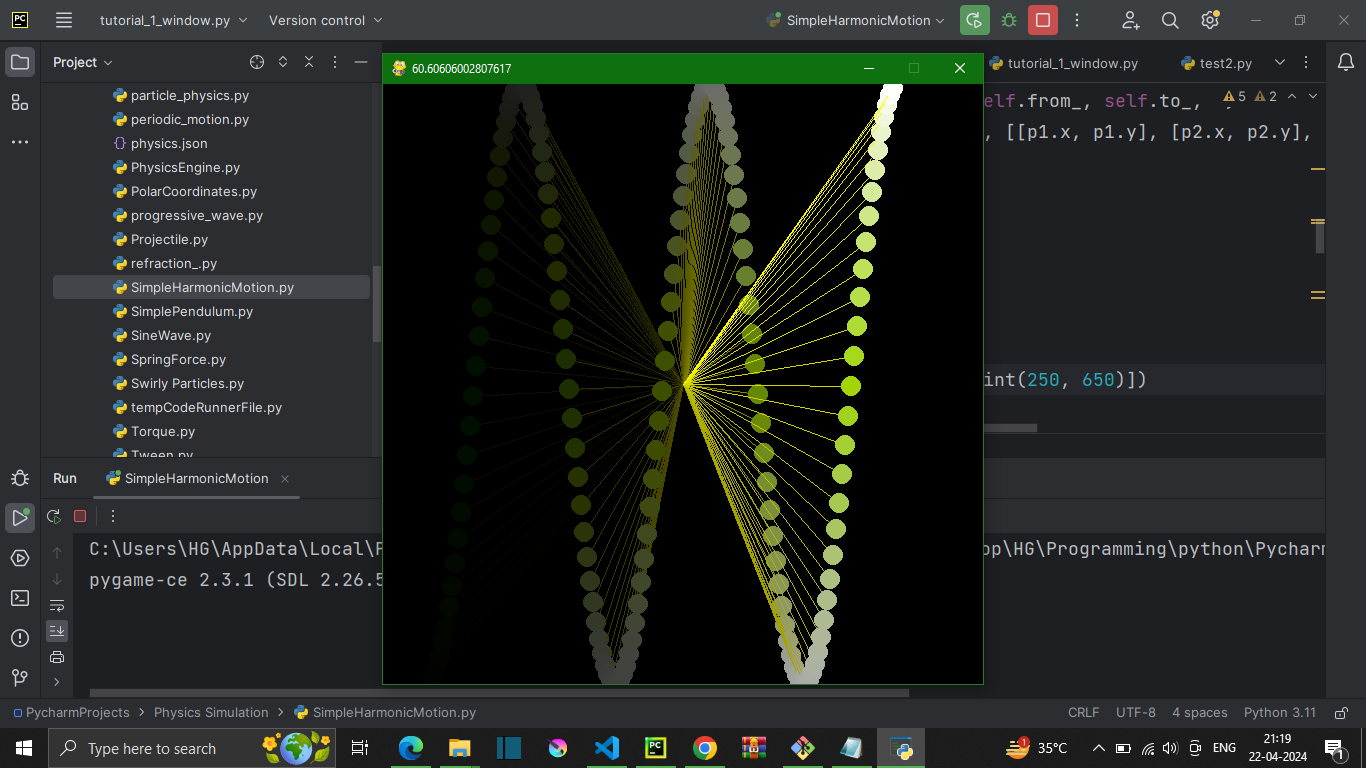 PC
tutorial_1_window.py
Version control
SimpleHarmonicMotion
Project
60.60606002807617
tutorial_1_window.py
test2.py
particle_physics.py
elf.from_, self.to_,
5
2
periodic_motion.py
, [[p1.x, p1.y], [p2.x, p2.y],
physics.json
PhysicsEngine.py
PolarCoordinates.py
progressive_wave.py
Projectile.py
refraction_.py
SimpleHarmonicMotion.py
SimplePendulum.py
SineWave.py
SpringForce.py
Swirly Particles.py
int(250, 650)])
tempCodeRunnerFile.py
Torque.py
Tween.py
Run
SimpleHarmonicMotion
C:\Users\HG\AppData\Local\
pp\HG\Programming\python\Pycharm
pygame-ce 2.3.1 (SDL 2.26.5
PycharmProjects
Physics Simulation
SimpleHarmonicMotion.py
CRLF
UTF-8
4 spaces
Python 3.11
Type here to search
PC
1
35°C
ENG
21:19
22-04-2024
1